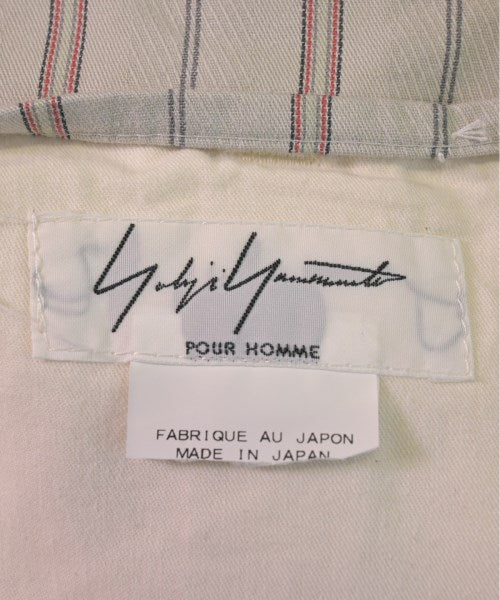 Yohji Yamamoto
POUR HOMME
FABRIQUE AU JAPON
MADE IN JAPAN